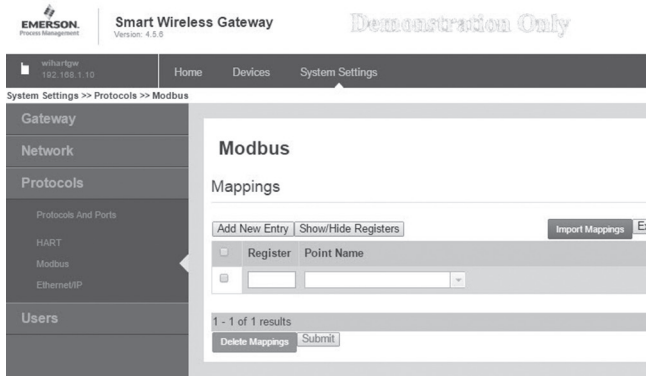 EMERSON.
Process Management
Smart Wireless Gateway
Version: 4.5.6
Demonstration Only
wihartgw
192.168.1.10
Home Devices System Settings
System Settings >> Protocols >> Modbus
Gateway
Network
Protocols
Protocols And Ports
HART
Modbus
Ethernet/IP
Users
Modbus
Mappings
Add New Entry Show/Hide Registers
Import Mappings
Register Point Name
1 - 1 of 1 results
Delete Mappings Submit